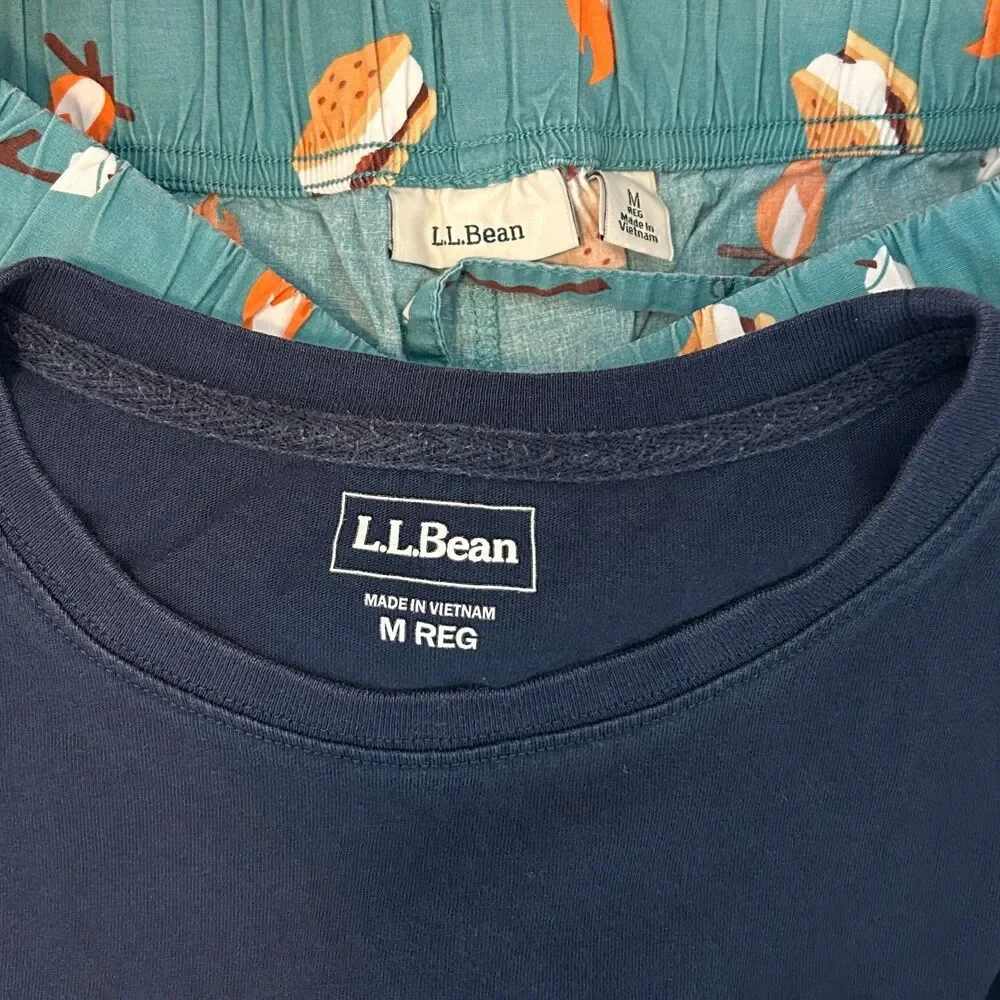 L.L.Bean
M
REG
Made in
Vietnam
L.L.Bean
MADE IN VIETNAM
M REG